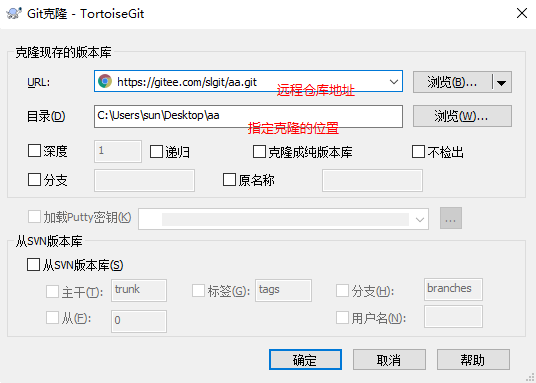 Git克隆 - TortoiseGit
克隆现存的版本库
URL: https://gitee.com/slgit/aa.git 浏览(B)...
远程仓库地址
目录(D) C:\Users\sun\Desktop\aa 浏览(W)...
指定克隆的位置
深度 1 递归 克隆成纯版本库 不检出
分支 原名称
加载Putty密钥(K) ...
从SVN版本库
从SVN版本库(S)
主干(T): trunk 标签(G): tags 分支(H): branches
从(F): 0 用户名(N):
确定 取消 帮助